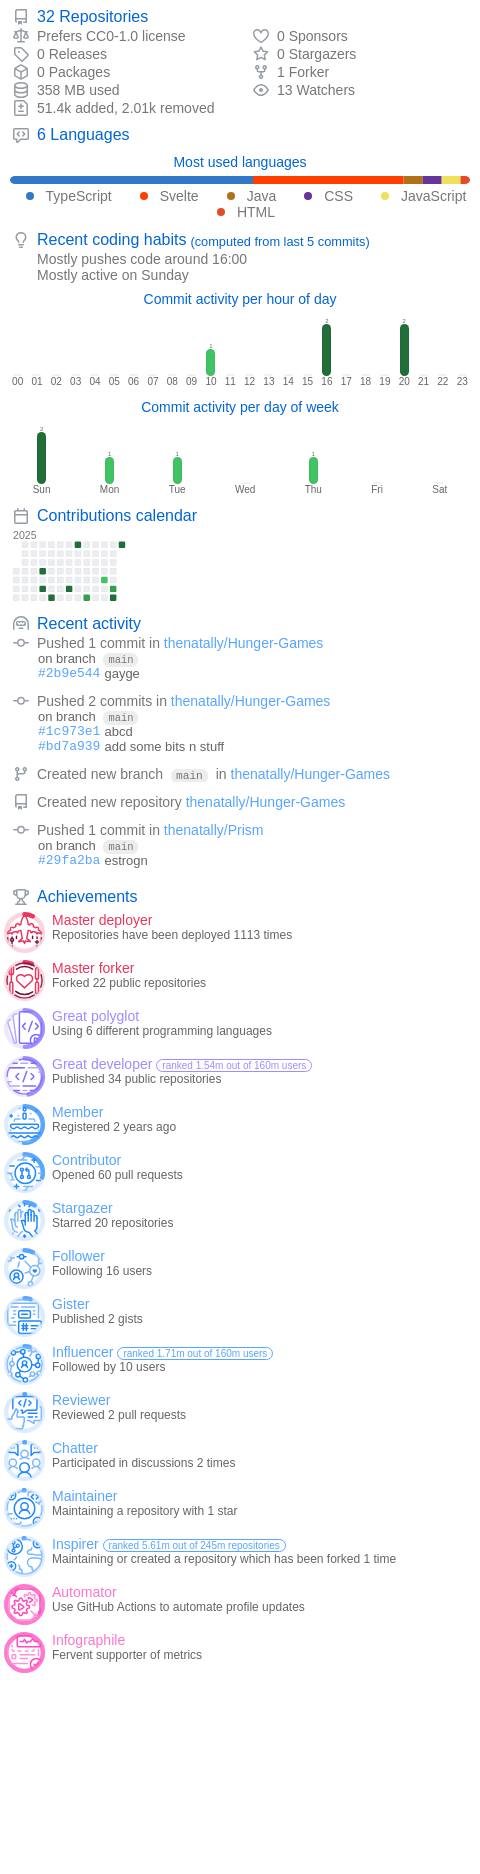 32 Repositories
Prefers CC0-1.0 license
0 Sponsors
0 Releases
0 Stargazers
0 Packages
1 Forker
358 MB used
13 Watchers
51.4k added, 2.01k removed
6 Languages
Most used languages
TypeScript Svelte Java CSS JavaScript
HTML
Recent coding habits (computed from last 5 commits)
Mostly pushes code around 16:00
Mostly active on Sunday
Commit activity per hour of day
1 2 2
00 01 02 03 04 05 06 07 08 09 10 11 12 13 14 15 16 17 18 19 20 21 22 23
Commit activity per day of week
2 1 1 1
Sun Mon Tue Wed Thu Fri Sat
Contributions calendar
2025
Recent activity
Pushed 1 commit in thenatally/Hunger-Games
on branch main
#2b9e544 gayge
Pushed 2 commits in thenatally/Hunger-Games
on branch main
#1c973e1 abcd
#bd7a939 add some bits n stuff
Created new branch main in thenatally/Hunger-Games
Created new repository thenatally/Hunger-Games
Pushed 1 commit in thenatally/Prism
on branch main
#29fa2ba estrogn
Achievements
Master deployer
Repositories have been deployed 1113 times
Master forker
Forked 22 public repositories
Great polyglot
Using 6 different programming languages
Great developer ranked 1.54m out of 160m users
Published 34 public repositories
Member
Registered 2 years ago
Contributor
Opened 60 pull requests
Stargazer
Starred 20 repositories
Follower
Following 16 users
Gister
Published 2 gists
Influencer ranked 1.71m out of 160m users
Followed by 10 users
Reviewer
Reviewed 2 pull requests
Chatter
Participated in discussions 2 times
Maintainer
Maintaining a repository with 1 star
Inspirer ranked 5.61m out of 245m repositories
Maintaining or created a repository which has been forked 1 time
Automator
Use GitHub Actions to automate profile updates
Infographile
Fervent supporter of metrics